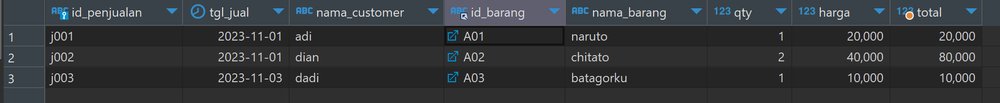 ABC id_penjualan tgl_jual ABC nama_customer ABC id_barang ABC nama_barang 123 qty 123 harga 123 total
1 j001 2023-11-01 adi A01 naruto 1 20,000 20,000
2 j002 2023-11-01 dian A02 chitato 2 40,000 80,000
3 j003 2023-11-03 dadi A03 batagorku 1 10,000 10,000